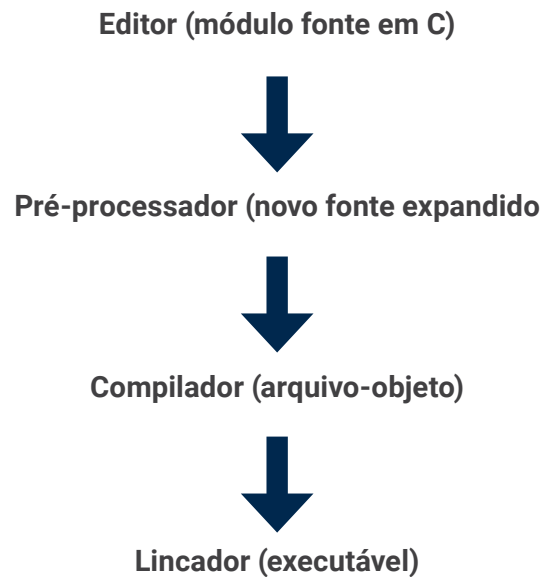 Editor (módulo fonte em C)
Pré-processador (novo fonte expandido
Compilador (arquivo-objeto)
Lincador (executável)